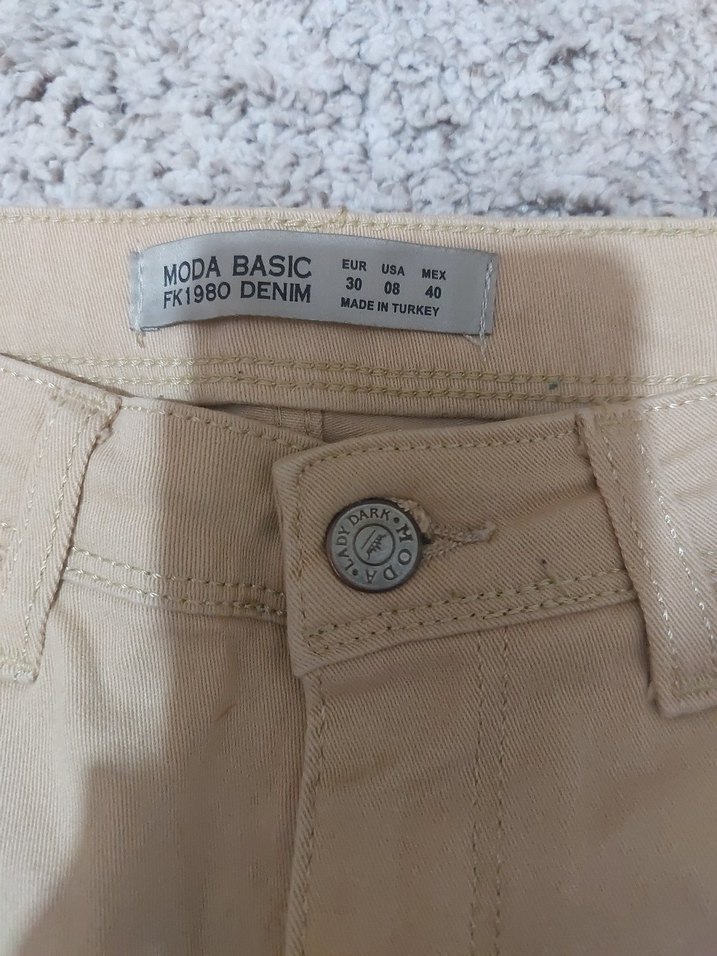 MODA BASIC
FK1980 DENIM
EUR USA MEX
30 08 40
MADE IN TURKEY
LADY DARK • MODA •